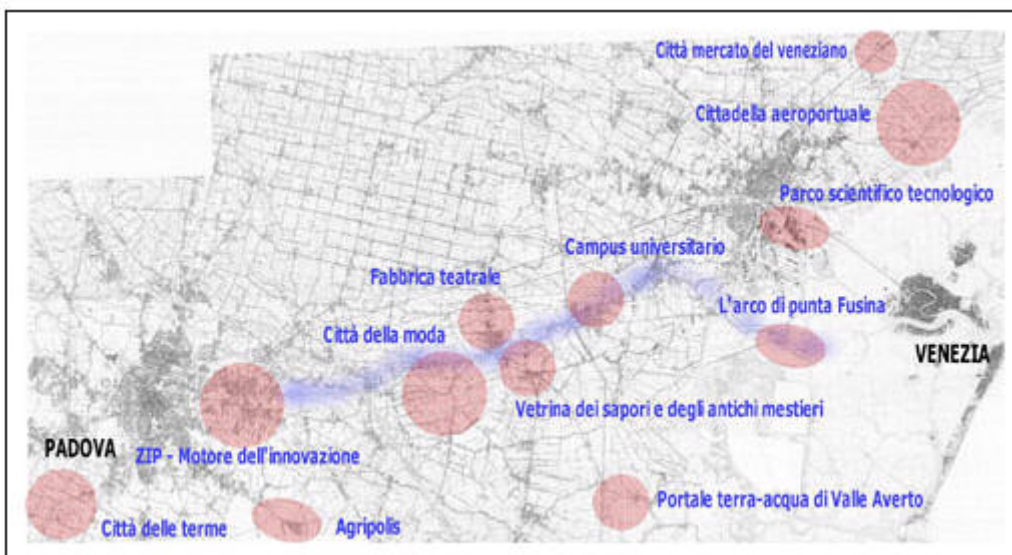 Città mercato del veneziano
Cittadella aeroportuale
Parco scientifico tecnologico
Campus universitario
Fabbrica teatrale
L'arco di punta Fusina
Città della moda
VENEZIA
Vetrina dei sapori e degli antichi mestieri
PADOVA
ZIP - Motore dell'innovazione
Portale terra-acqua di Valle Averto
Città delle terme
Agripolis